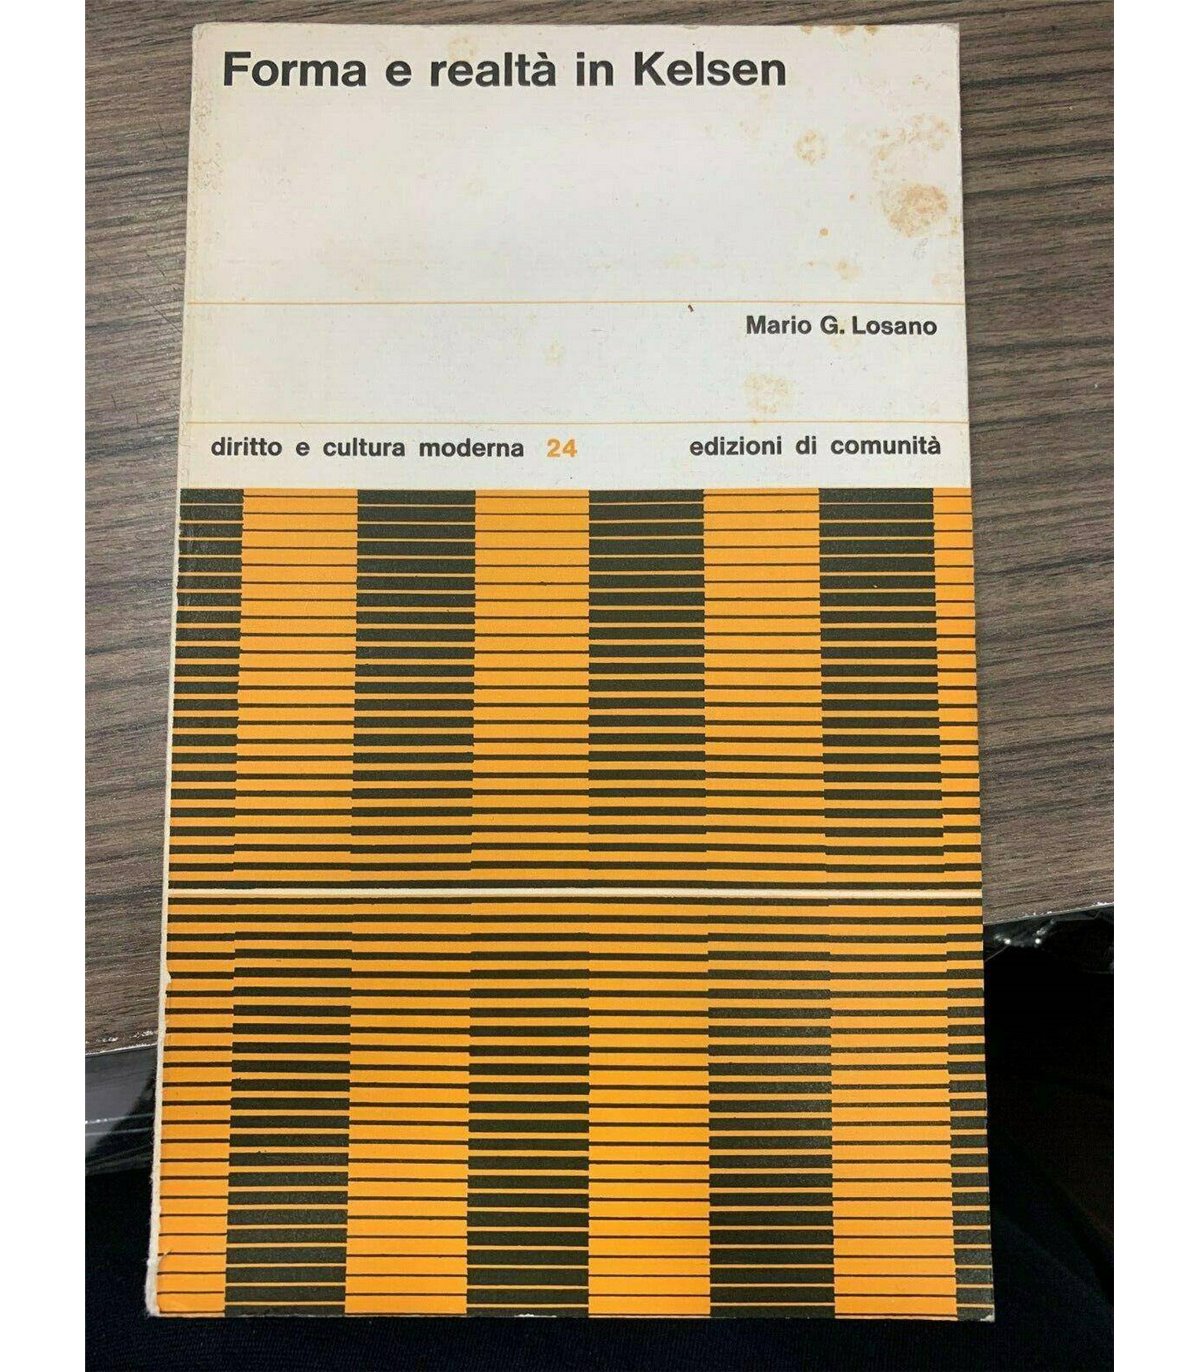 Forma e realtà in Kelsen
Mario G. Losano
diritto e cultura moderna 24 edizioni di comunità